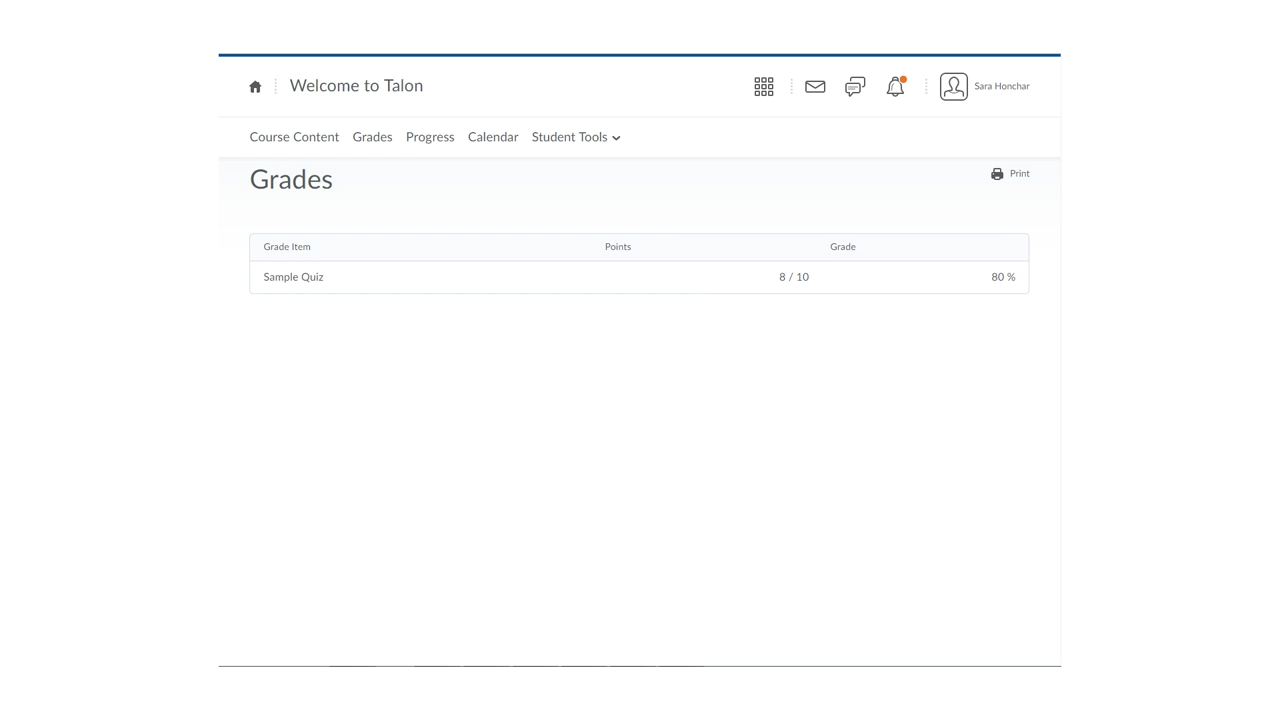 Welcome to Talon
Sara Honchar
Course Content Grades Progress Calendar Student Tools
Grades
Print
Grade Item Points Grade
Sample Quiz 8 / 10 80 %